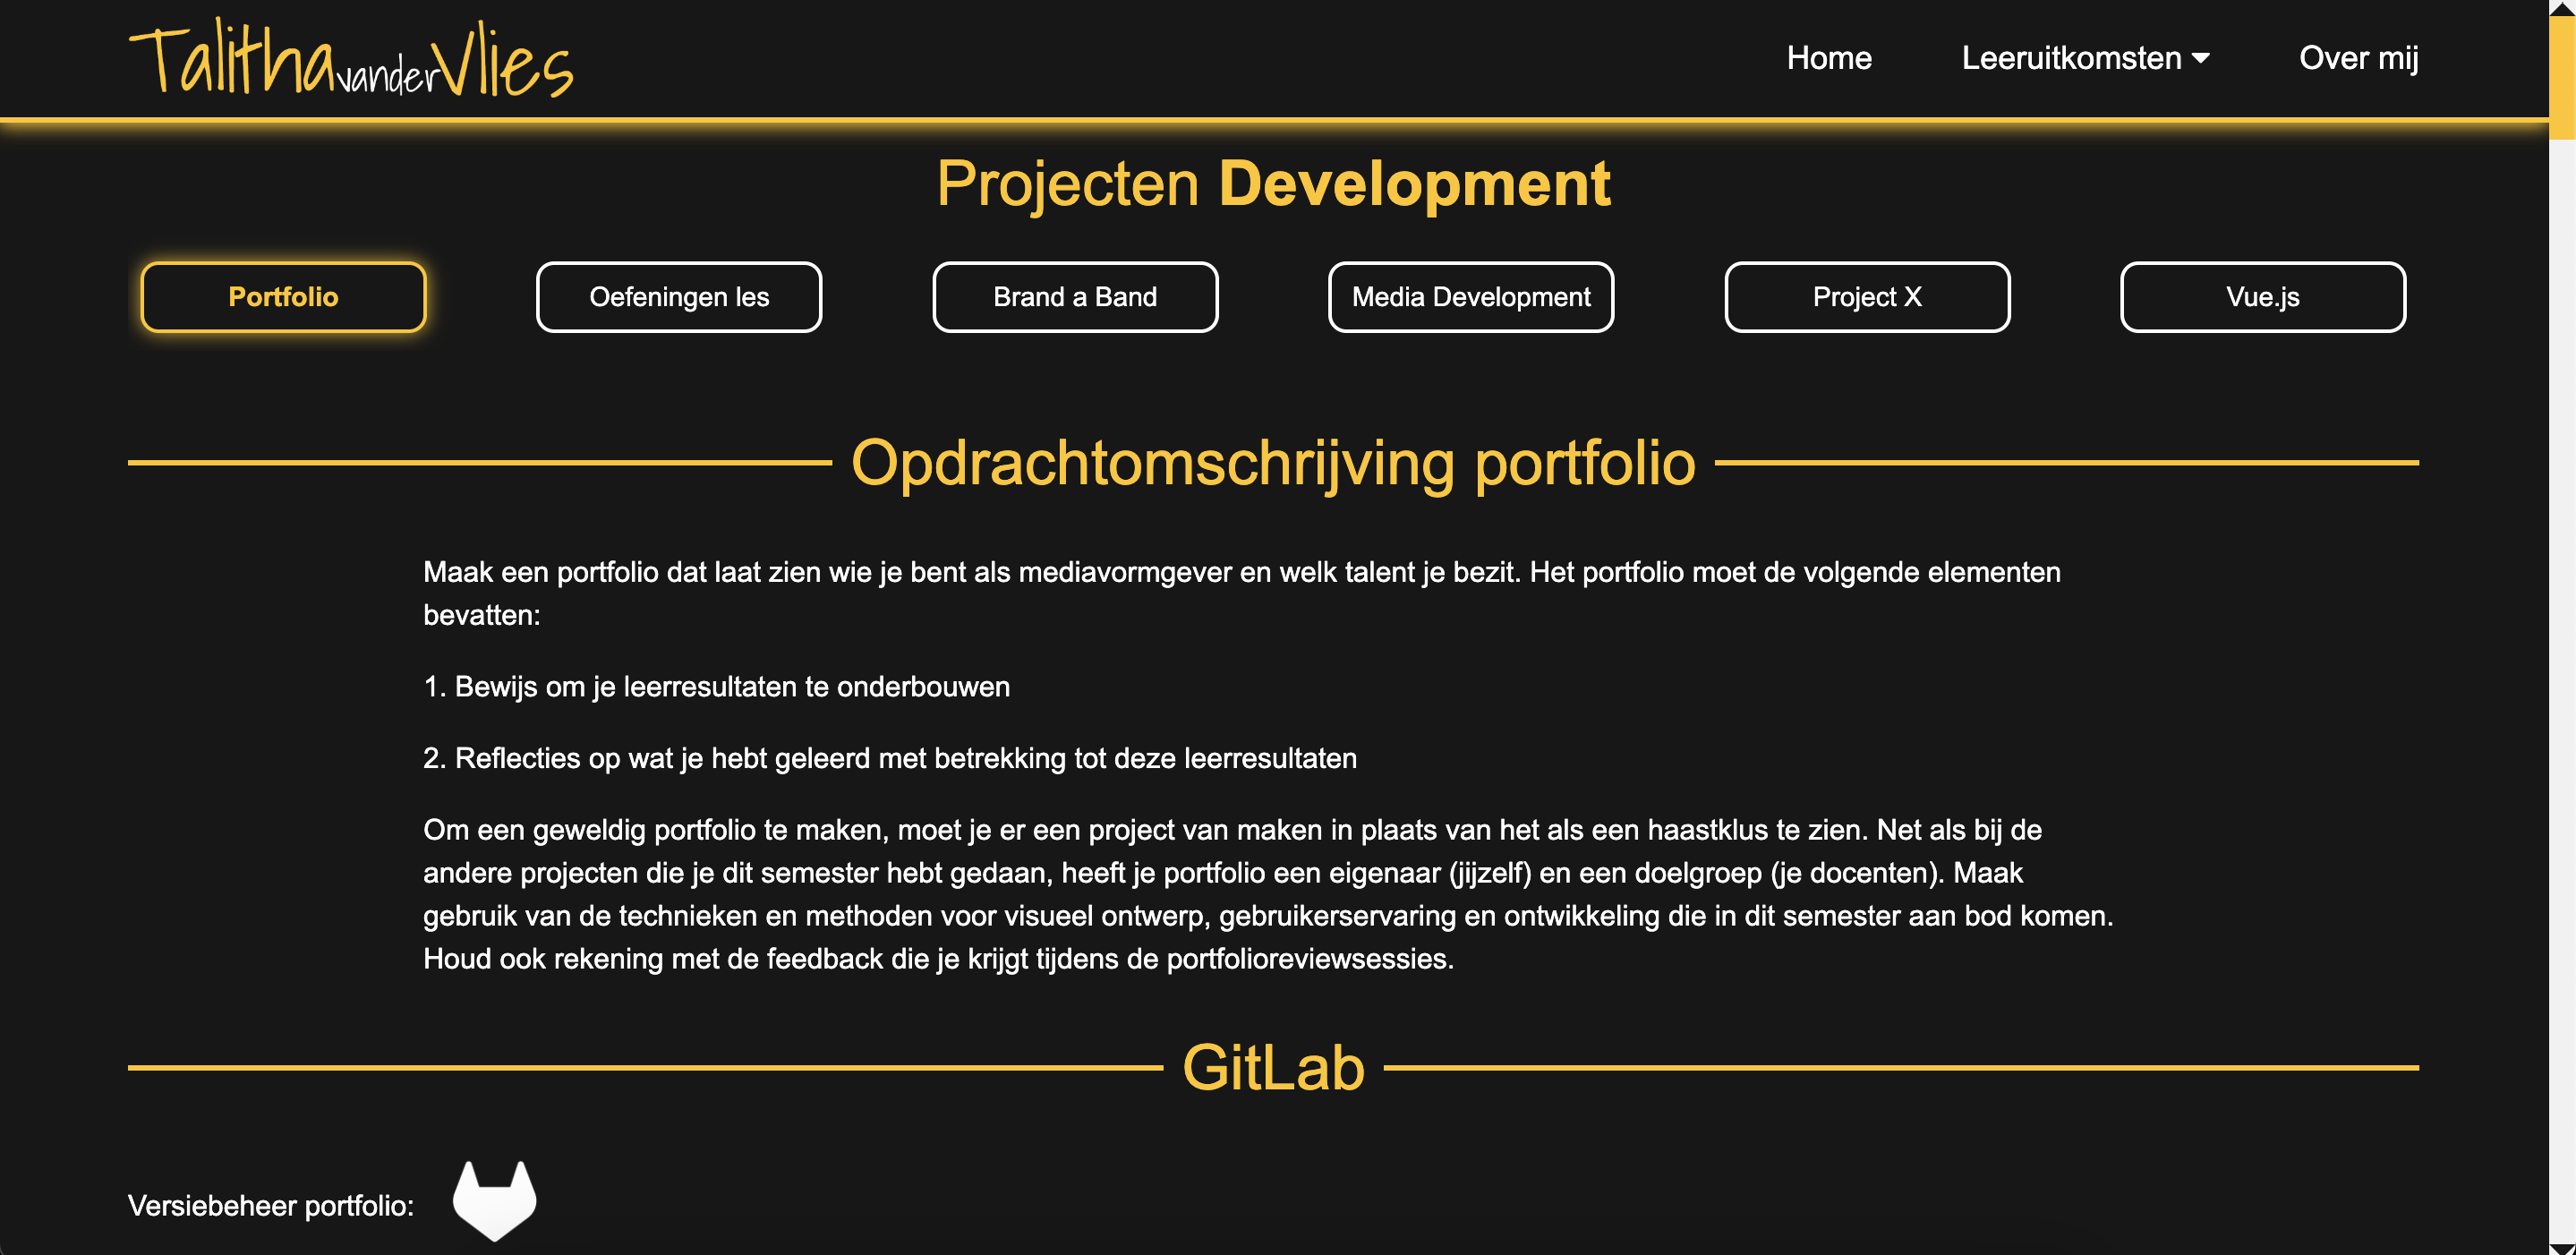 Talitha van der Vlies
Home Leeruitkomsten Over mij
Projecten Development
Portfolio Oefeningen les Brand a Band Media Development Project X Vue.js
Opdrachtomschrijving portfolio
Maak een portfolio dat laat zien wie je bent als mediavormgever en welk talent je bezit. Het portfolio moet de volgende elementen
bevatten:
1. Bewijs om je leerresultaten te onderbouwen
2. Reflecties op wat je hebt geleerd met betrekking tot deze leerresultaten
Om een geweldig portfolio te maken, moet je er een project van maken in plaats van het als een haastklus te zien. Net als bij de
andere projecten die je dit semester hebt gedaan, heeft je portfolio een eigenaar (jijzelf) en een doelgroep (je docenten). Maak
gebruik van de technieken en methoden voor visueel ontwerp, gebruikerservaring en ontwikkeling die in dit semester aan bod komen.
Houd ook rekening met de feedback die je krijgt tijdens de portfolioreviewsessies.
GitLab
Versiebeheer portfolio: